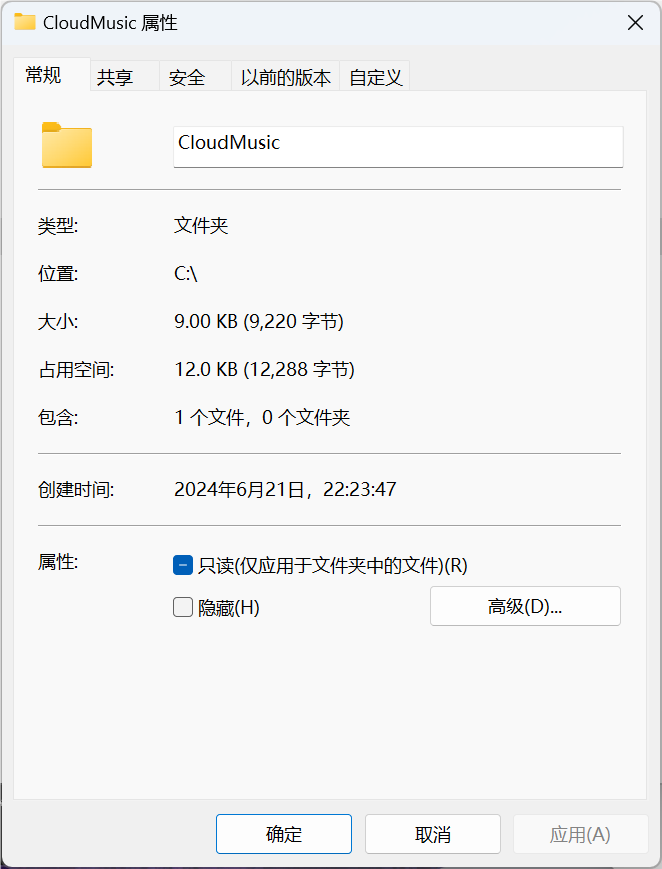 CloudMusic 属性
常规 共享 安全 以前的版本 自定义
CloudMusic
类型: 文件夹
位置: C:\
大小: 9.00 KB (9,220 字节)
占用空间: 12.0 KB (12,288 字节)
包含: 1 个文件，0 个文件夹
创建时间: 2024年6月21日，22:23:47
属性: 只读(仅应用于文件夹中的文件)(R)
隐藏(H) 高级(D)...
确定 取消 应用(A)